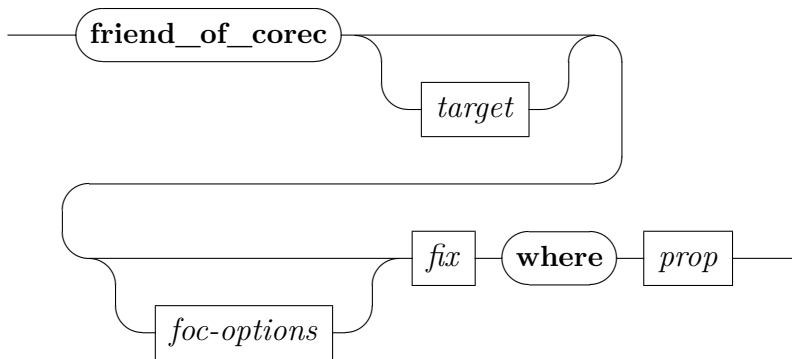 friend_of_corec
target
fix where prop
foc-options